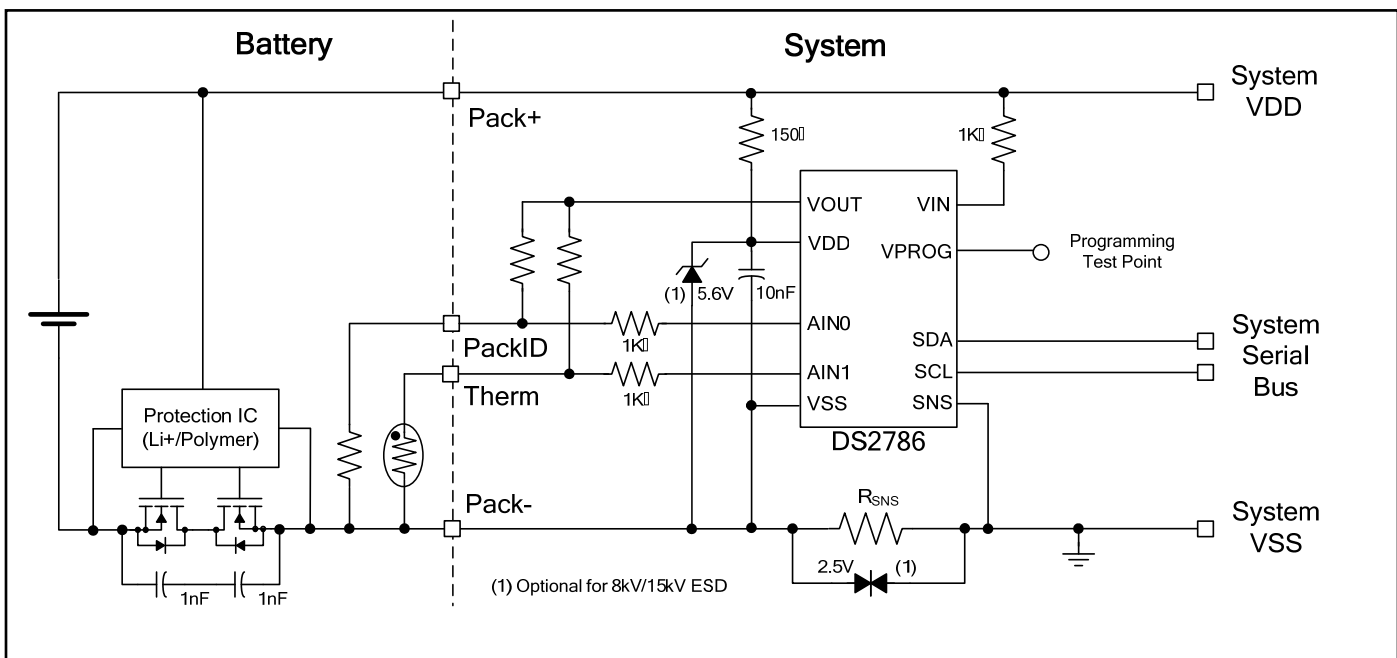 Battery
System
Pack+
System
VDD
150▯
1K▯
VOUT
VIN
VDD
VPROG
Programming
Test Point
(1)
5.6V
10nF
PackID
1K▯
AIN0
SDA
System
Serial
Bus
Therm
1K▯
AIN1
SCL
VSS
SNS
DS2786
Protection IC
(Li+/Polymer)
Pack-
RSNS
System
VSS
2.5V
(1)
1nF
1nF
(1) Optional for 8kV/15kV ESD